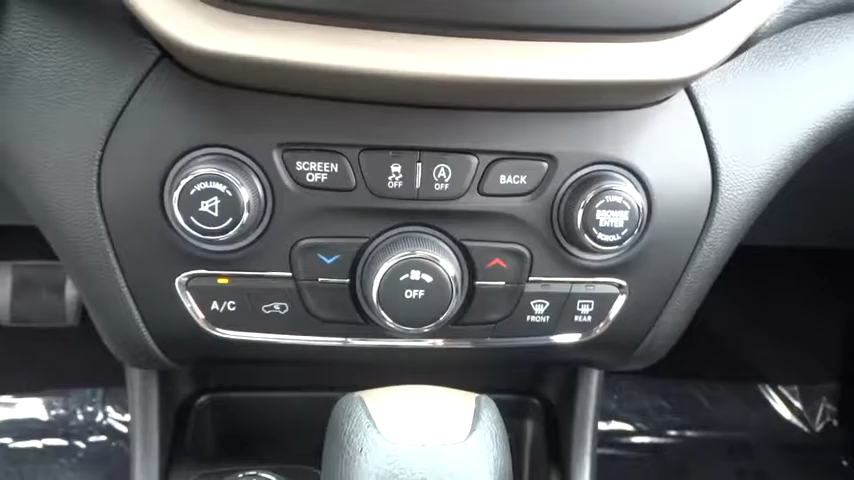 VOLUME
SCREEN
OFF
OFF
A
OFF
BACK
TUNE
BROWSE
ENTER
SCROLL
OFF
A/C
FRONT
REAR